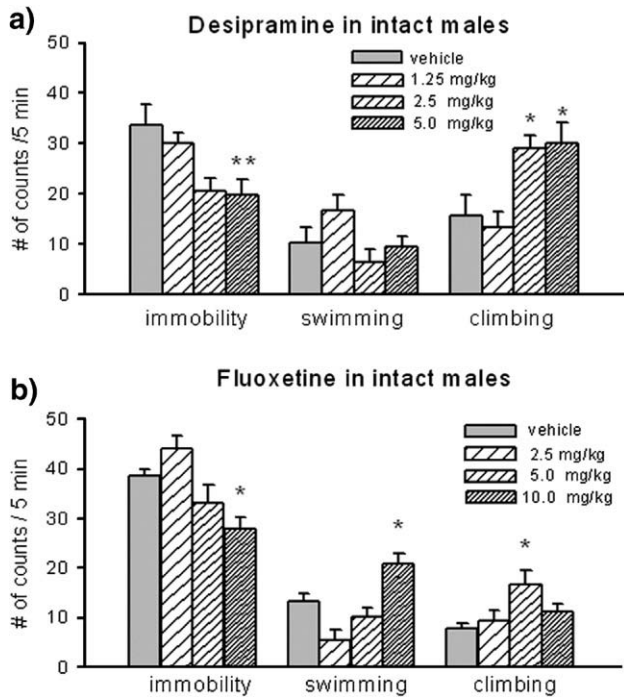 a)
Desipramine in intact males
# of counts /5 min
50
40
30
20
10
0
vehicle
1.25 mg/kg
2.5 mg/kg
5.0 mg/kg
**
*
*
immobility swimming climbing
b)
Fluoxetine in intact males
# of counts / 5 min
50
40
30
20
10
0
vehicle
2.5 mg/kg
5.0 mg/kg
10.0 mg/kg
*
*
*
immobility swimming climbing